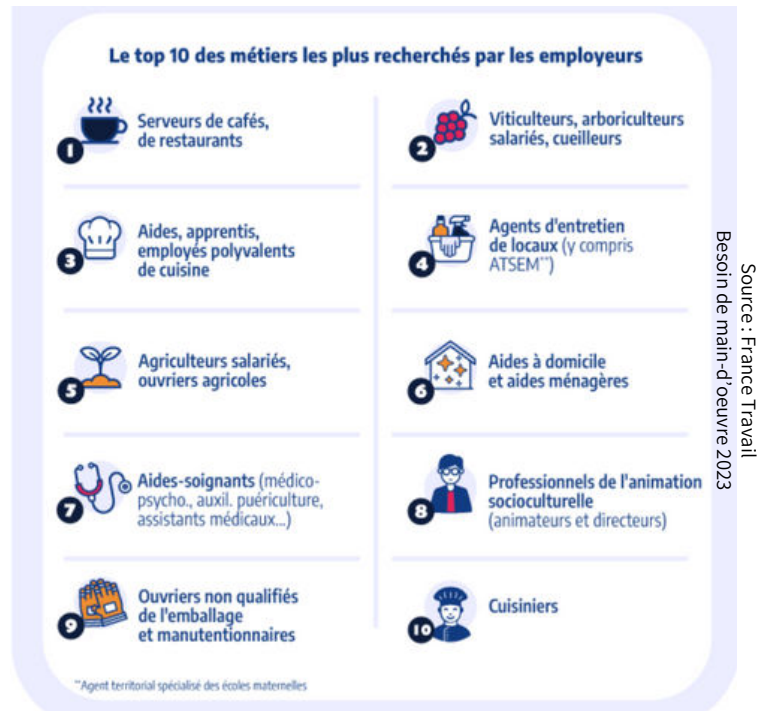 Le top 10 des métiers les plus recherchés par les employeurs
1
Serveurs de cafés,
de restaurants
2
Viticulteurs, arboriculteurs
salariés, cueilleurs
3
Aides, apprentis,
employés polyvalents
de cuisine
4
Agents d'entretien
de locaux (y compris
ATSEM**)
5
Agriculteurs salariés,
ouvriers agricoles
6
Aides à domicile
et aides ménagères
7
Aides-soignants (médico-
psycho., auxil. puériculture,
assistants médicaux...)
8
Professionnels de l'animation
socioculturelle
(animateurs et directeurs)
9
Ouvriers non qualifiés
de l'emballage
et manutentionnaires
10
Cuisiniers
**Agent territorial spécialisé des écoles maternelles
Source : France Travail
Besoin de main-d'oeuvre 2023